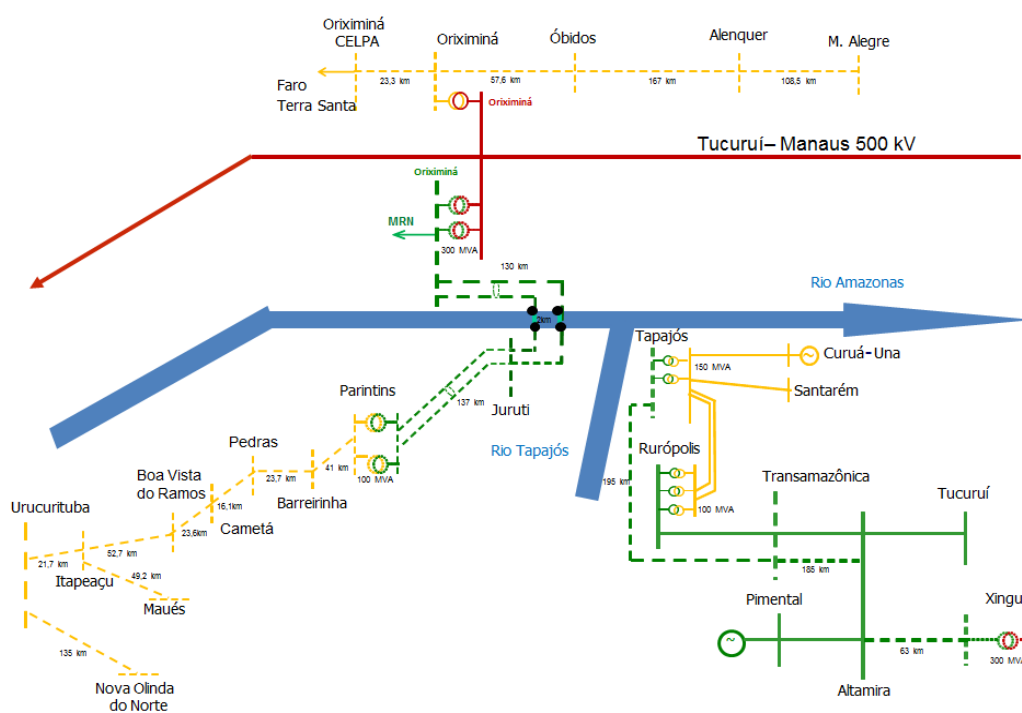 Oriximiná
CELPA
Oriximiná
Óbidos
Alenquer
M. Alegre
23,3 km
57,6 km
167 km
108,5 km
Faro
Terra Santa
Oriximiná
Tucuruí– Manaus 500 kV
Oriximiná
MRN
300 MVA
130 km
Rio Amazonas
2km
Tapajós
150 MVA
Curuá-Una
Santarém
Parintins
137 km
Juruti
Rio Tapajós
Pedras
41 km
100 MVA
Rurópolis
195 km
100 MVA
Transamazônica
Tucuruí
Boa Vista
do Ramos
23,7 km
Barreirinha
16,1km
Urucurituba
23,6km
Cametá
52,7 km
21,7 km
Itapeaçu
49,2 km
Maués
185 km
Pimental
Xingu
135 km
63 km
300 MVA
Nova Olinda
do Norte
Altamira